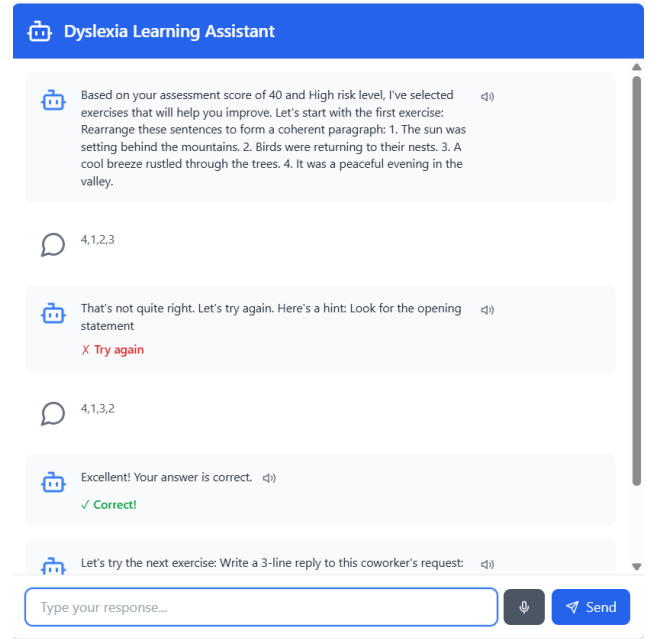 Dyslexia Learning Assistant
Based on your assessment score of 40 and High risk level, I've selected
exercises that will help you improve. Let's start with the first exercise:
Rearrange these sentences to form a coherent paragraph: 1. The sun was
setting behind the mountains. 2. Birds were returning to their nests. 3. A
cool breeze rustled through the trees. 4. It was a peaceful evening in the
valley.
4,1,2,3
That's not quite right. Let's try again. Here's a hint: Look for the opening
statement
✗ Try again
4,1,3,2
Excellent! Your answer is correct.
✓ Correct!
Let's try the next exercise: Write a 3-line reply to this coworker's request:
Type your response...
Send